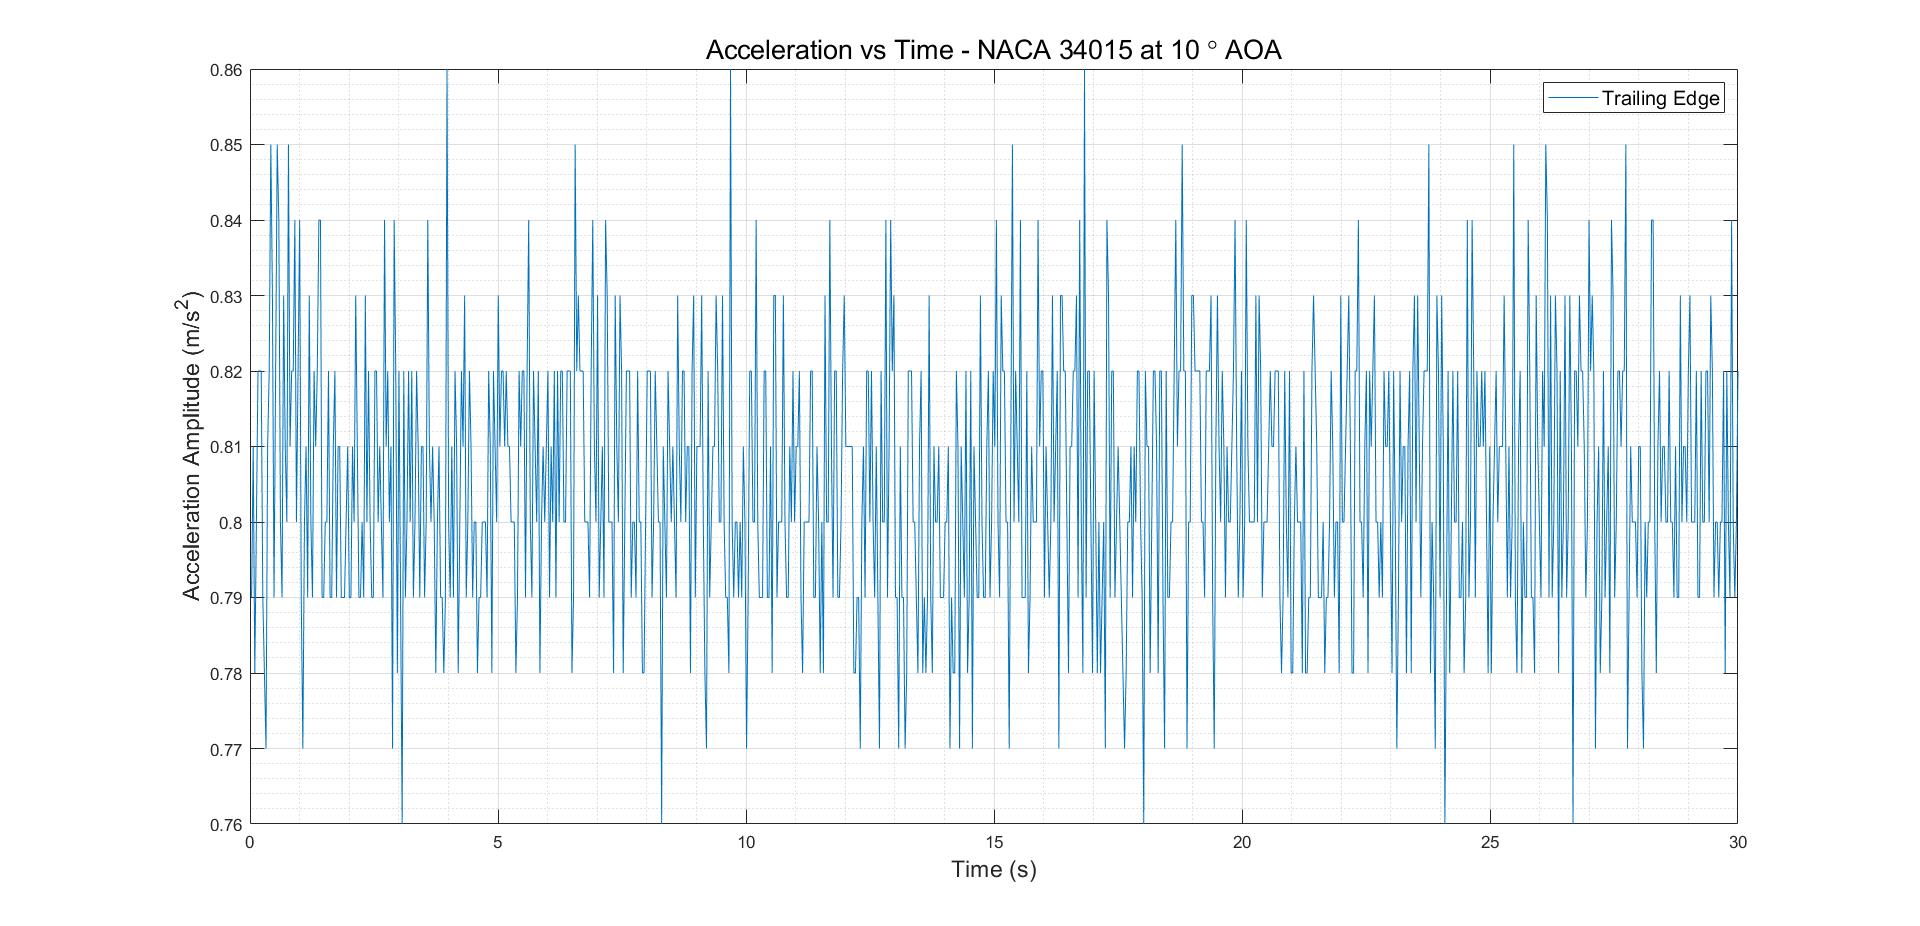 Acceleration vs Time - NACA 34015 at 10 ° AOA
Trailing Edge
Acceleration Amplitude (m/s²)
0.86
0.85
0.84
0.83
0.82
0.81
0.8
0.79
0.78
0.77
0.76
0 5 10 15 20 25 30
Time (s)